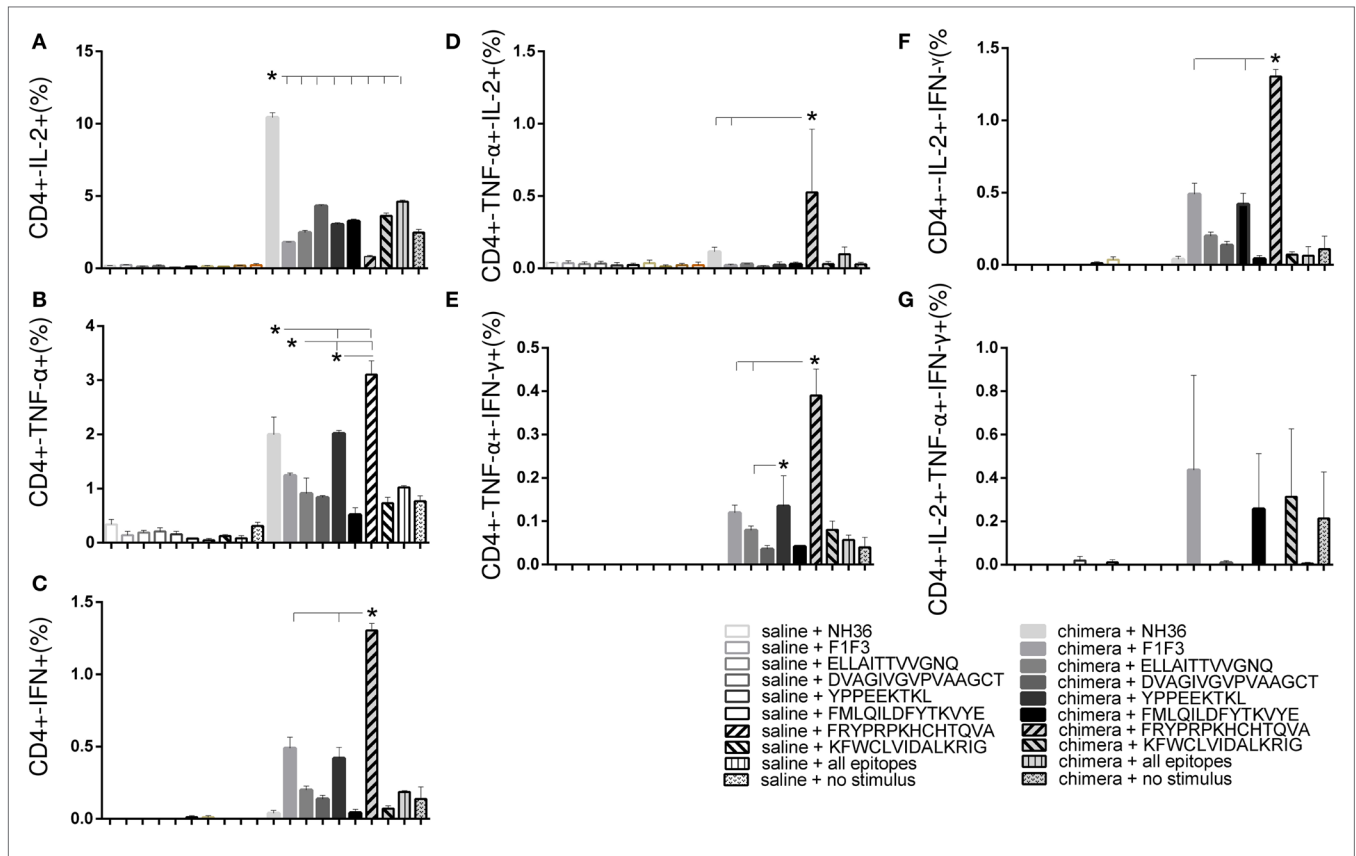 A
CD4+-IL-2+(%)
15
10
5
0
*
B
CD4+-TNF-α+(%)
4
3
2
1
0
*
*
*
C
CD4+-IFN+(%)
1.5
1.0
0.5
0.0
*
D
CD4+-TNF-α+-IL-2+(%)
1.5
1.0
0.5
0.0
*
E
CD4+-TNF-α+-IFN-γ+(%)
0.5
0.4
0.3
0.2
0.1
0.0
*
*
F
CD4+--IL-2+-IFN-γ(%
1.5
1.0
0.5
0.0
*
G
CD4+-IL-2+-TNF-α+-IFN-γ+(%)
1.0
0.8
0.6
0.4
0.2
0.0
saline + NH36
saline + F1F3
saline + ELLAITTVVGNQ
saline + DVAGIVGVPVAAGCT
saline + YPPEEKTKL
saline + FMLQILDFYTKVYE
saline + FRYPRPKHCHTQVA
saline + KFWCLVIDALKRIG
saline + all epitopes
saline + no stimulus
chimera + NH36
chimera + F1F3
chimera + ELLAITTVVGNQ
chimera + DVAGIVGVPVAAGCT
chimera + YPPEEKTKL
chimera + FMLQILDFYTKVYE
chimera + FRYPRPKHCHTQVA
chimera + KFWCLVIDALKRIG
chimera + all epitopes
chimera + no stimulus